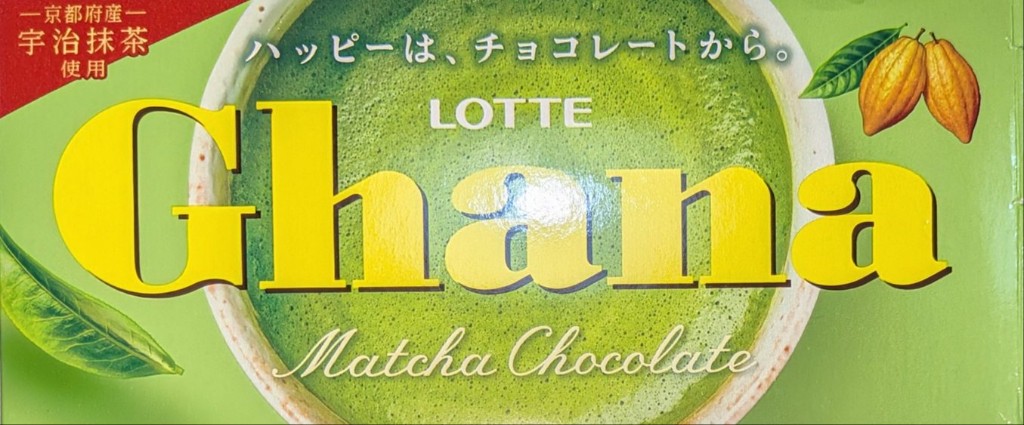 ―京都府産―
宇治抹茶
使用
ハッピーは、チョコレートから。
LOTTE
Ghana
Matcha Chocolate